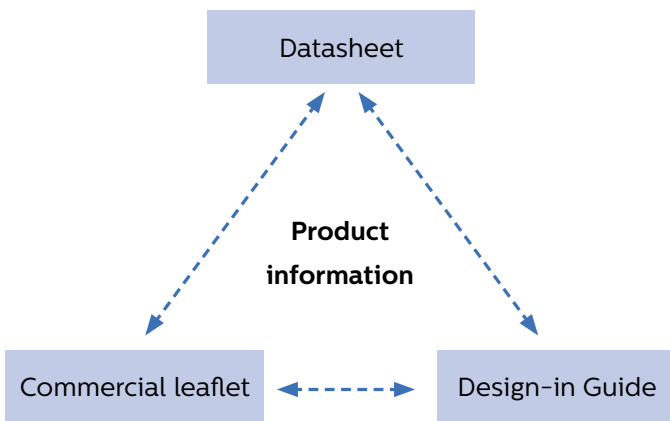 Datasheet
Product
information
Commercial leaflet
Design-in Guide